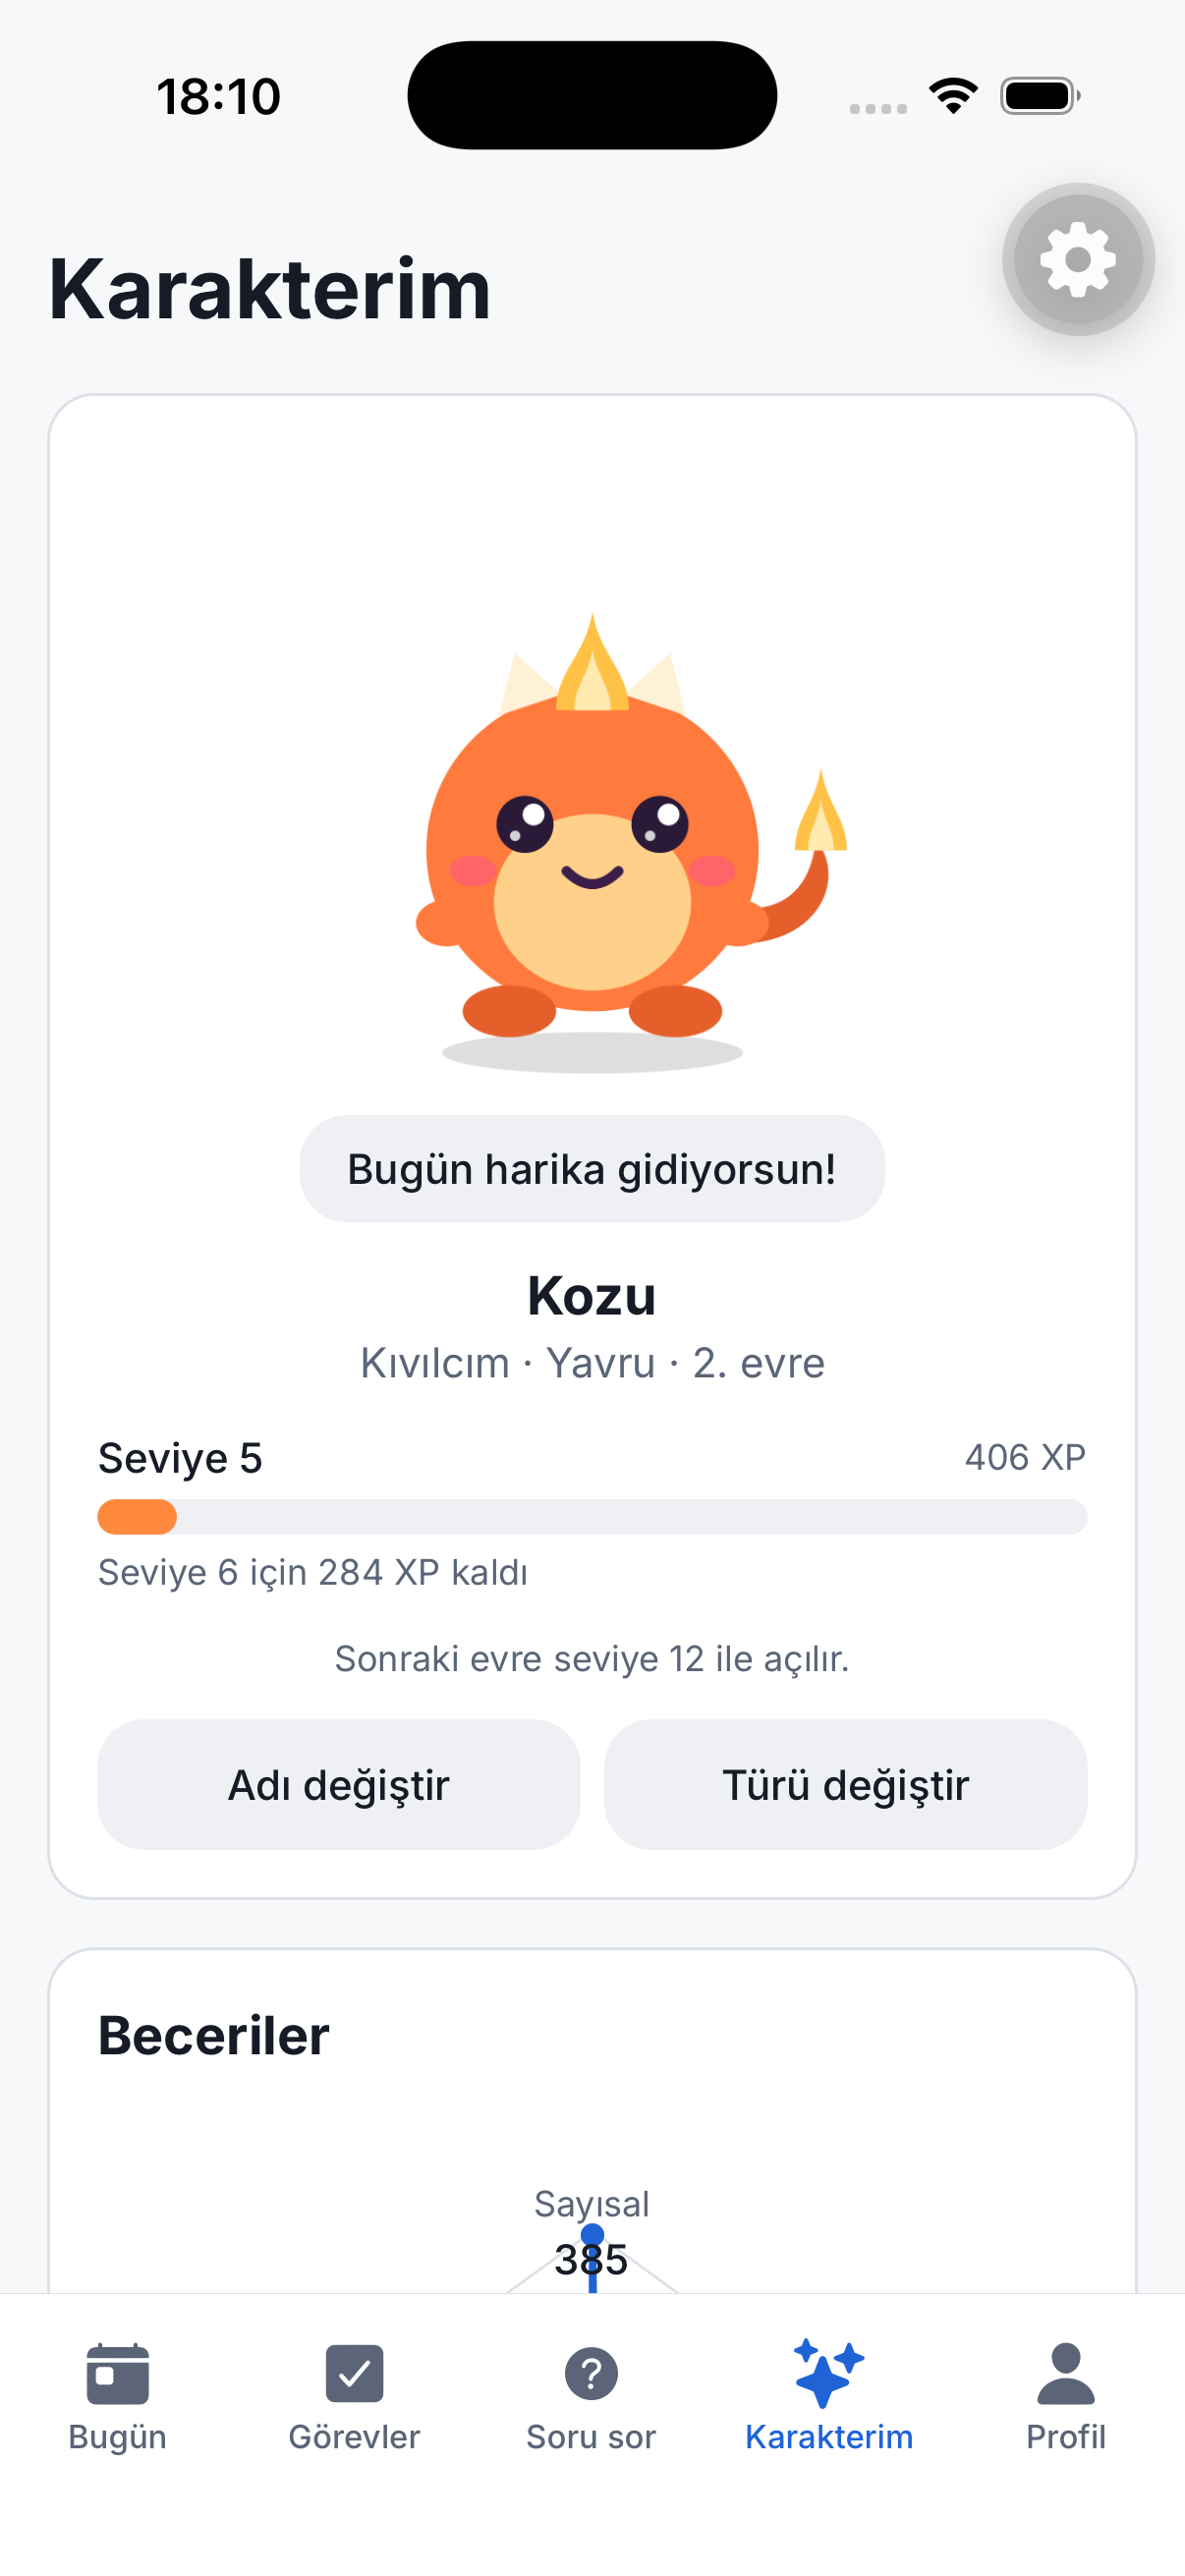 18:10
Karakterim
Bugün harika gidiyorsun!
Kozu
Kıvılcım · Yavru · 2. evre
Seviye 5
406 XP
Seviye 6 için 284 XP kaldı
Sonraki evre seviye 12 ile açılır.
Adı değiştir
Türü değiştir
Beceriler
Sayısal
385
Bugün
Görevler
Soru sor
Karakterim
Profil